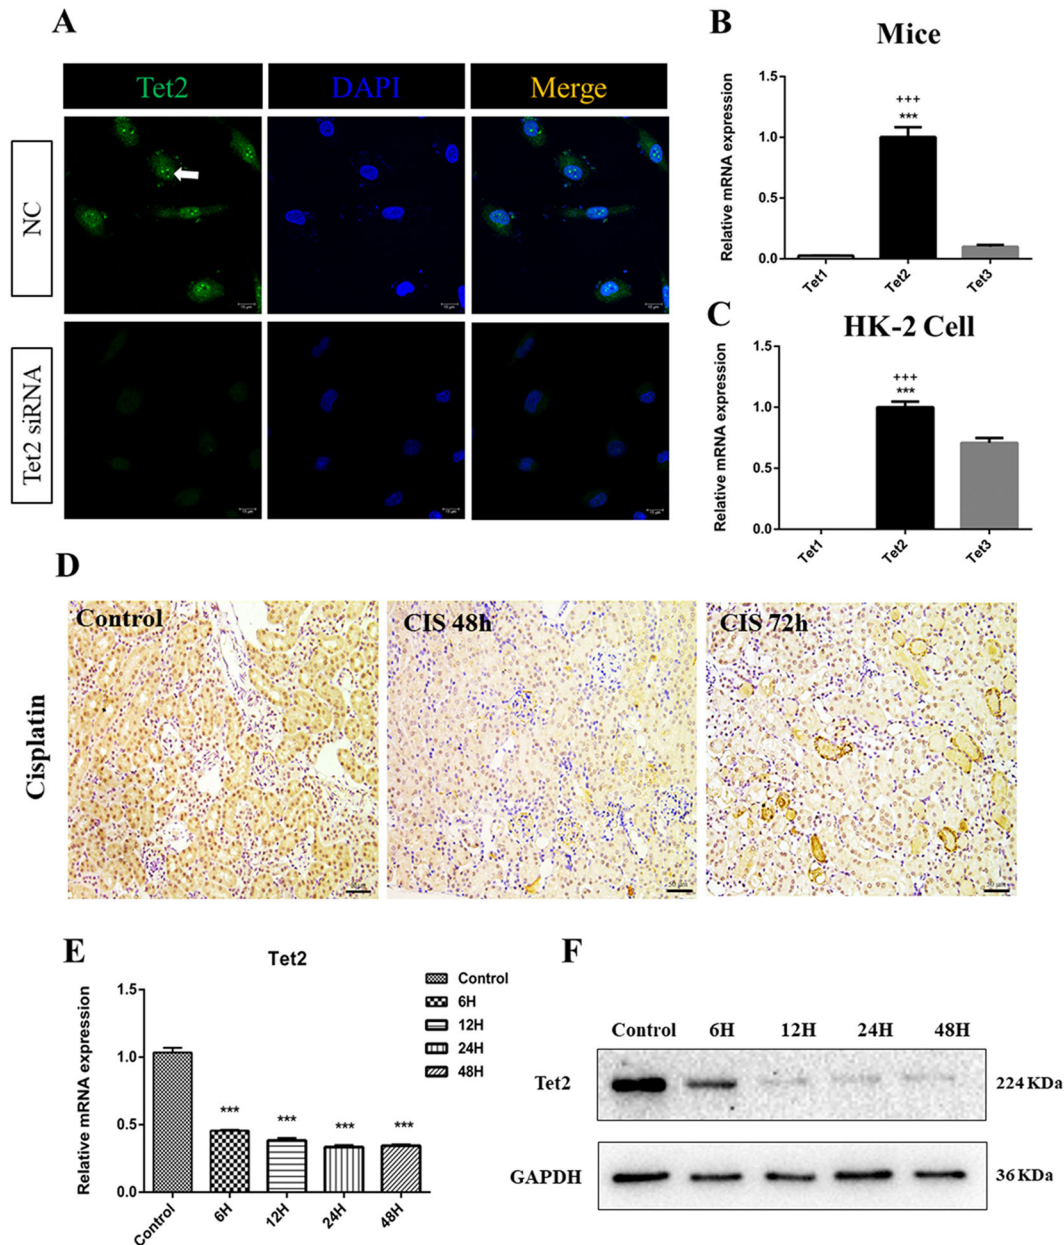 A
Tet2 DAPI Merge
NC
Tet2 siRNA
B
Mice
Relative mRNA expression
1.5
1.0
0.5
0.0
+++
***
Tet1 Tet2 Tet3
C
HK-2 Cell
Relative mRNA expression
1.5
1.0
0.5
0.0
+++
***
Tet1 Tet2 Tet3
D
Cisplatin
Control CIS 48h CIS 72h
50 μm
E
Tet2
Relative mRNA expression
1.5
1.0
0.5
0.0
*** *** *** ***
Control 6H 12H 24H 48H
Control
6H
12H
24H
48H
F
Control 6H 12H 24H 48H
Tet2 224 KDa
GAPDH 36 KDa